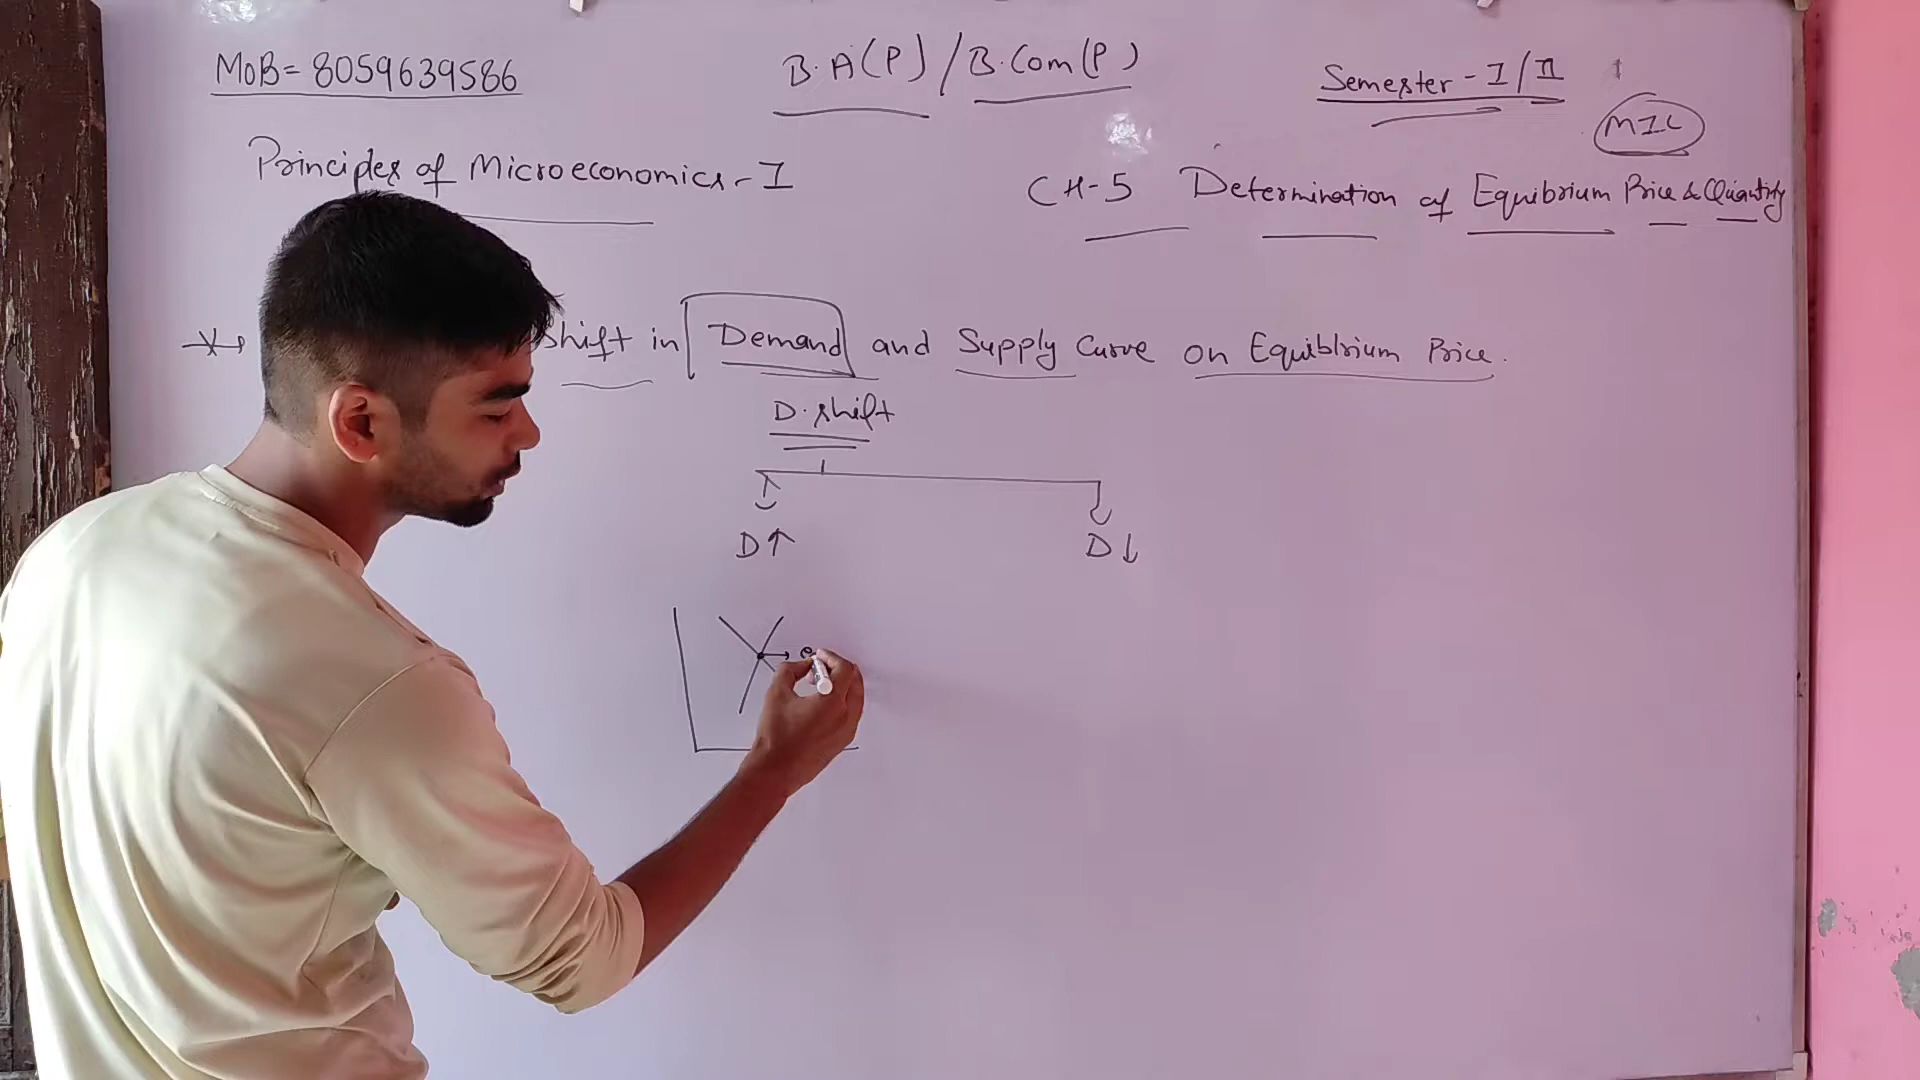 MoB = 8059639586
B.A(P) / B.Com(P)
Semester - I/II
MIC
Principles of Microeconomics - I
CH-5 Determination of Equibrium Price & Quantity
shift in Demand and Supply Curve on Equiblrium Price.
D. shift
D↑
D↓
e